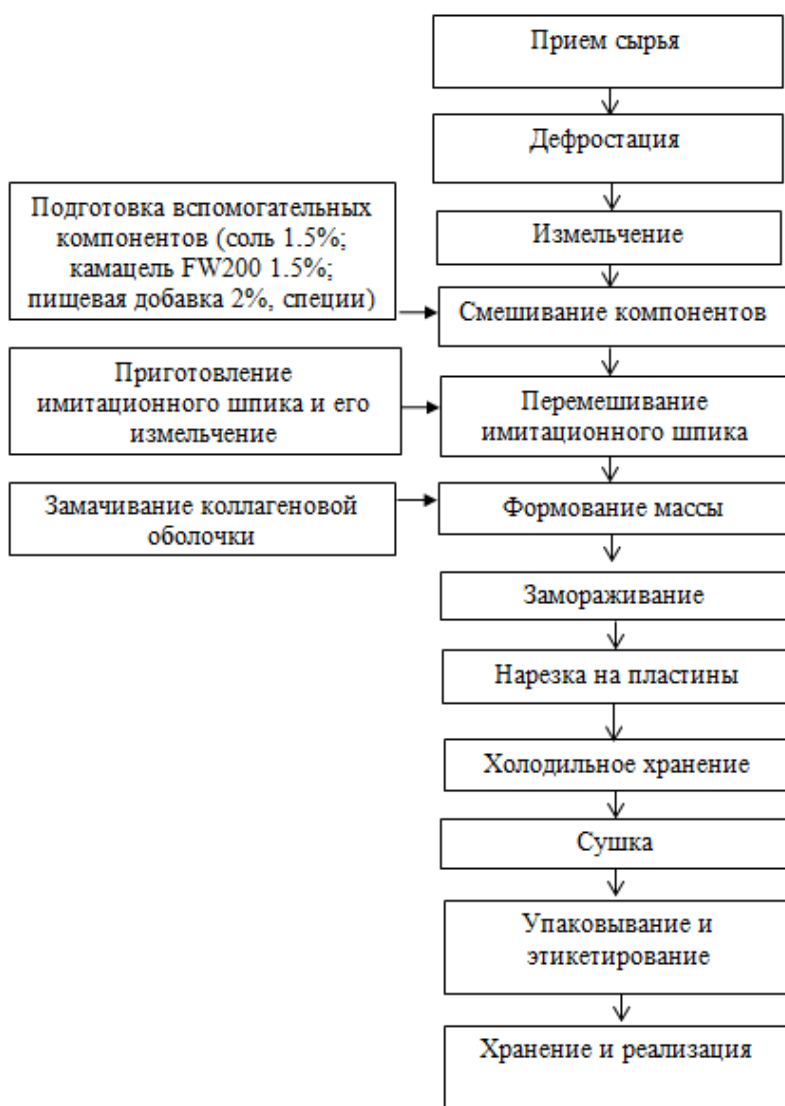 Прием сырья
Дефростация
Подготовка вспомогательных
компонентов (соль 1.5%;
камацель FW200 1.5%;
пищевая добавка 2%, специи)
Измельчение
Смешивание компонентов
Приготовление
имитационного шпика и его
измельчение
Перемешивание
имитационного шпика
Замачивание коллагеновой
оболочки
Формование массы
Замораживание
Нарезка на пластины
Холодильное хранение
Сушка
Упаковывание и
этикетирование
Хранение и реализация